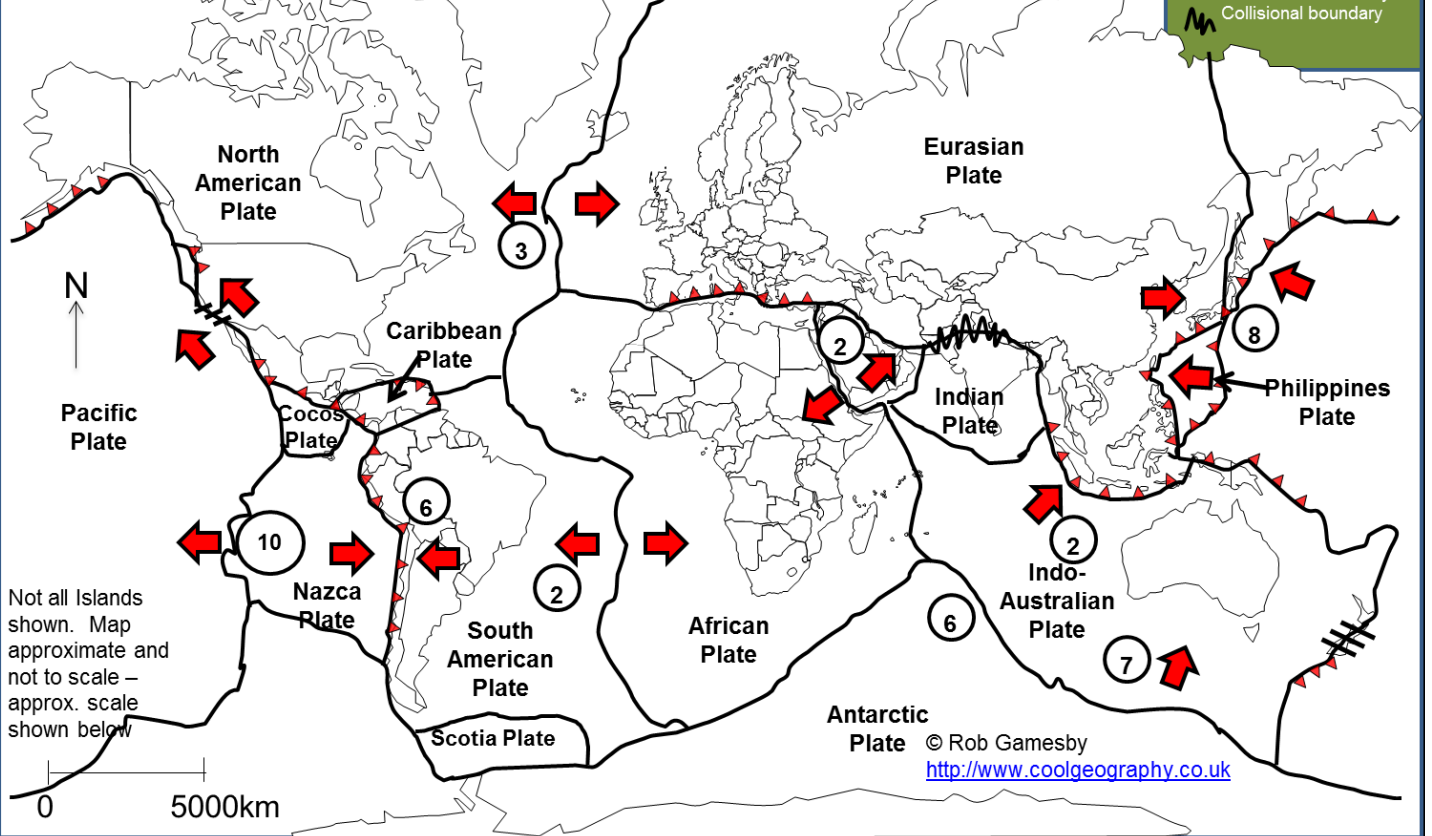 Collisional boundary
North
American
Plate
Eurasian
Plate
3
N
Caribbean
Plate
2
8
Pacific
Plate
Cocos
Plate
Indian
Plate
Philippines
Plate
6
10
2
2
Nazca
Plate
Indo-
Australian
Plate
Not all Islands
shown. Map
approximate and
not to scale –
approx. scale
shown below
South
American
Plate
African
Plate
6
7
Scotia Plate
Antarctic
Plate
© Rob Gamesby
http://www.coolgeography.co.uk
0
5000km